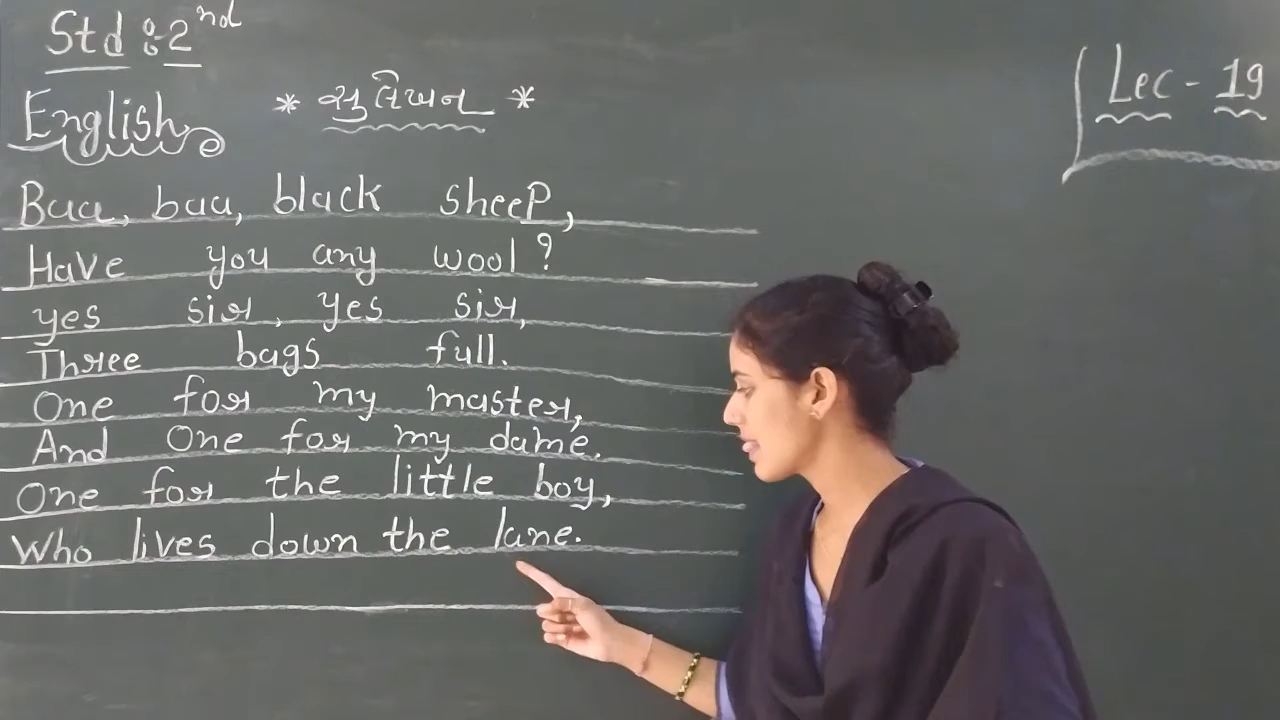 Std : 2nd
Lec - 19
English
* સુલેખન *
Baa, baa, black sheeP,
HaVe you any wool?
yes sir, yes sir,
Three bags full.
One for my master,
And One for my dame.
One for the little boy,
Who lives down the lane.